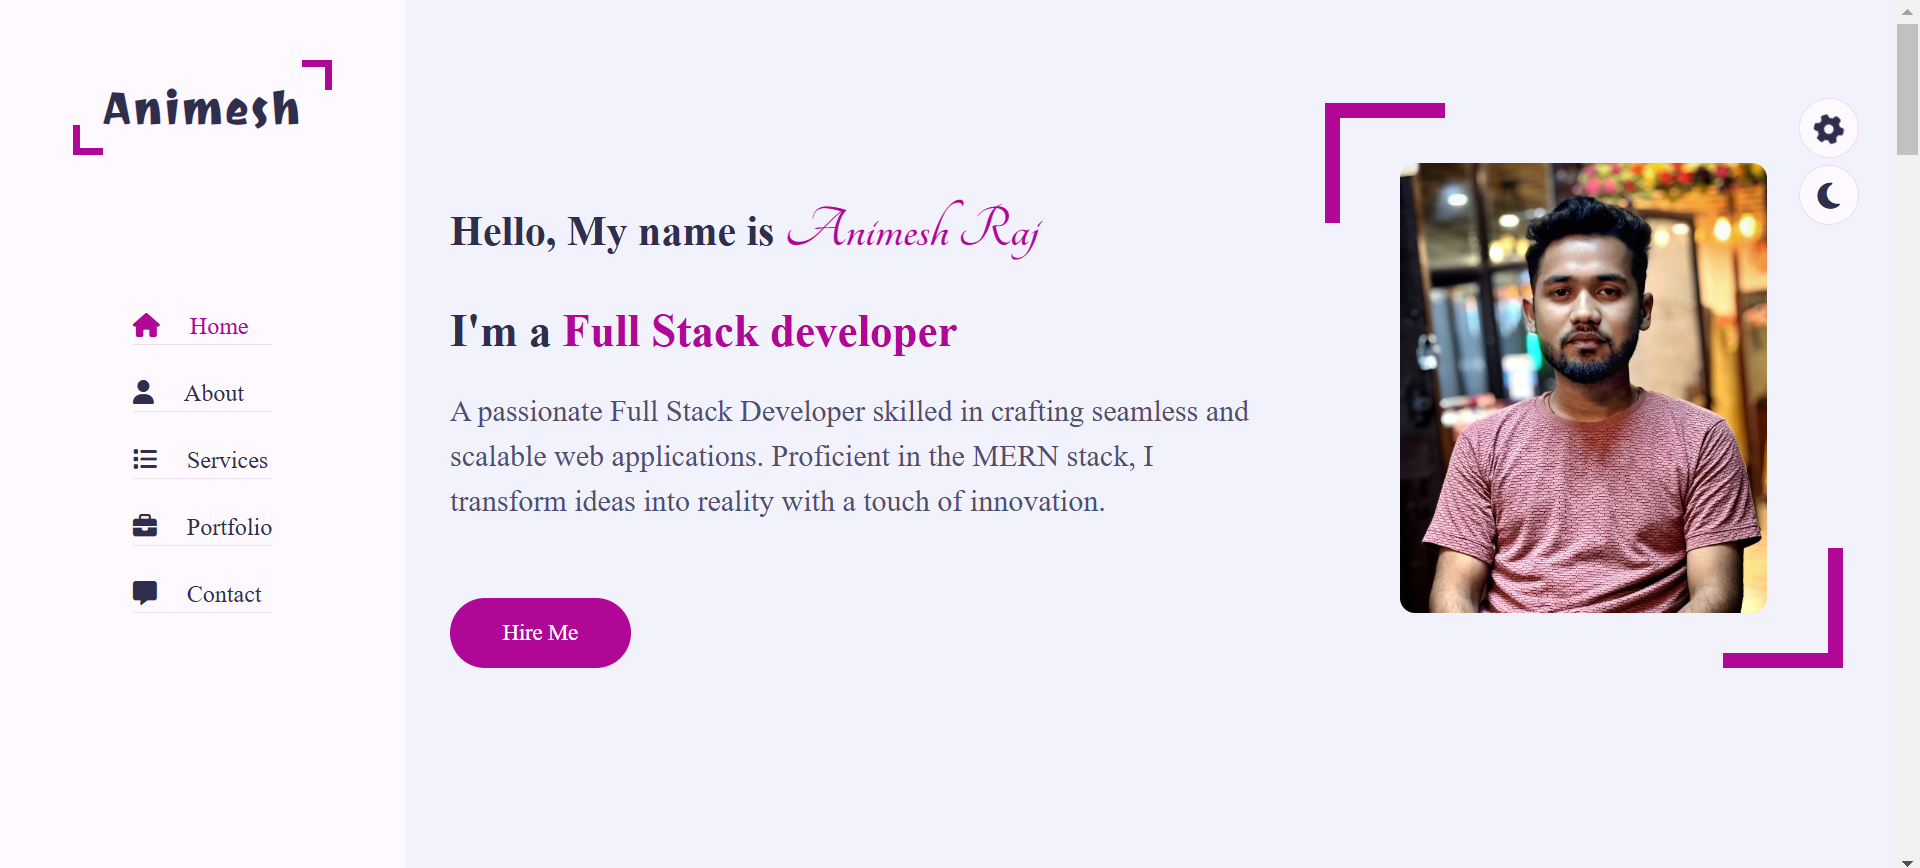 Animesh
Home
About
Services
Portfolio
Contact
Hello, My name is Animesh Raj
I'm a Full Stack developer
A passionate Full Stack Developer skilled in crafting seamless and
scalable web applications. Proficient in the MERN stack, I
transform ideas into reality with a touch of innovation.
Hire Me